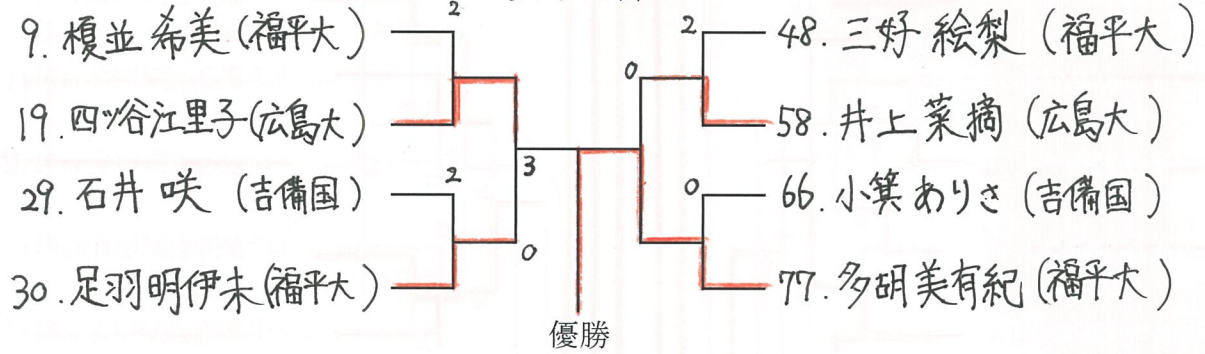 9. 榎並 希美 (福平大)
19. 四ツ谷江里子 (広島大)
29. 石井 咲 (吉備国)
30. 足羽明伊未 (福平大)
2
2
3
0
優勝
0
2
0
48. 三好 絵梨 (福平大)
58. 井上 菜摘 (広島大)
66. 小箕 ありさ (吉備国)
77. 多胡 美有紀 (福平大)